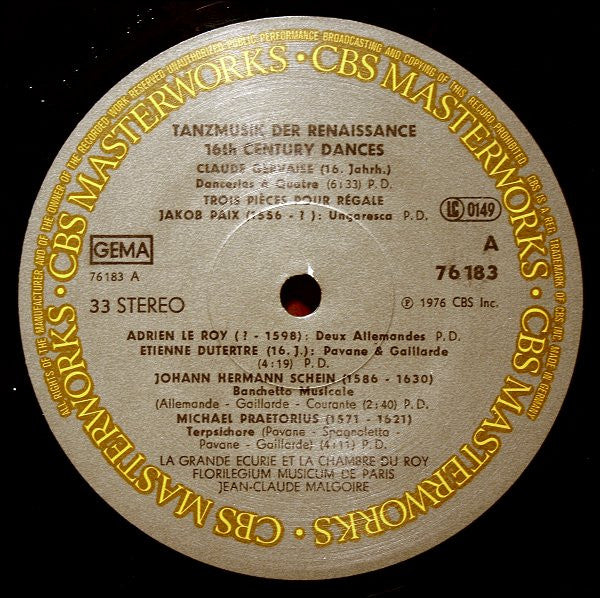 ALL RIGHTS OF THE MANUFACTURER AND OF THE OWNER OF THE RECORDED WORK RESERVED. UNAUTHORIZED PUBLIC PERFORMANCE BROADCASTING AND COPYING OF THIS RECORD PROHIBITED. CBS IS A REG. TRADEMARK OF CBS INC. MADE IN GERMANY
CBS MASTERWORKS · CBS MASTERWORKS · CBS MASTERWORKS · CBS MASTERWORKS ·
TANZMUSIK DER RENAISSANCE
16th CENTURY DANCES
CLAUDE GERVAISE (16. Jahrh.)
Danceries à Quatre (6:33) P.D.
TROIS PIÈCES POUR RÉGALE
JAKOB PAIX (1556 - ?): Ungaresca P.D.
LC 0149
GEMA
A
76183 A
76 183
33 STEREO
℗ 1976 CBS Inc.
ADRIEN LE ROY (? - 1598): Deux Allemandes P.D.
ETIENNE DUTERTRE (16. J.): Pavane & Gaillarde
(4:19) P.D.
JOHANN HERMANN SCHEIN (1586 - 1630)
Banchetto Musicale
(Allemande - Gaillarde - Courante (2:40) P.D.
MICHAEL PRAETORIUS (1571 - 1621)
Terpsichore (Pavane - Spagnoletta -
Pavane - Gaillarde) (4:11) P.D.
LA GRANDE ECURIE ET LA CHAMBRE DU ROY
FLORILEGIUM MUSICUM DE PARIS
JEAN-CLAUDE MALGOIRE